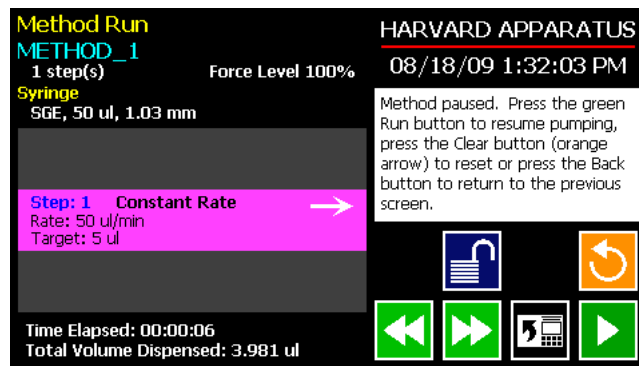 Method Run
METHOD_1
1 step(s) Force Level 100%
Syringe
SGE, 50 ul, 1.03 mm
Step: 1 Constant Rate
Rate: 50 ul/min
Target: 5 ul
Time Elapsed: 00:00:06
Total Volume Dispensed: 3.981 ul
HARVARD APPARATUS
08/18/09 1:32:03 PM
Method paused. Press the green
Run button to resume pumping,
press the Clear button (orange
arrow) to reset or press the Back
button to return to the previous
screen.